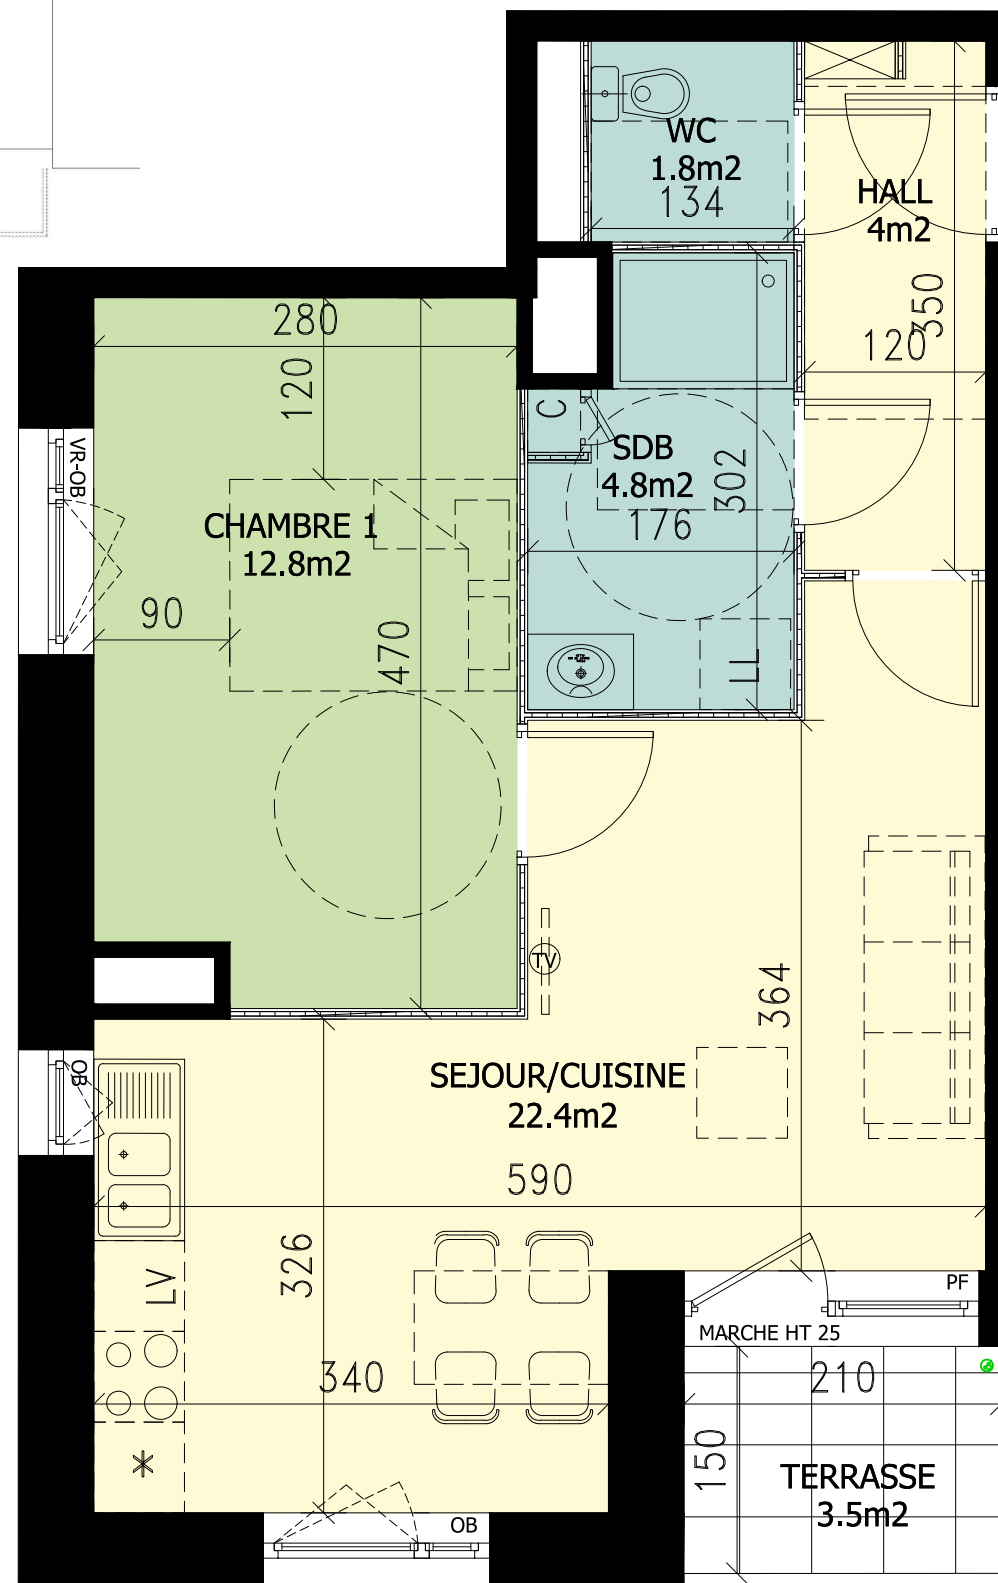 WC
1.8m2
134
HALL
4m2
350
120
280
120
C
SDB
4.8m2
302
176
VR-OB
CHAMBRE 1
12.8m2
90
470
LL
TV
364
OB
SEJOUR/CUISINE
22.4m2
590
326
LV
PF
MARCHE HT 25
340
210
150
*
TERRASSE
3.5m2
OB